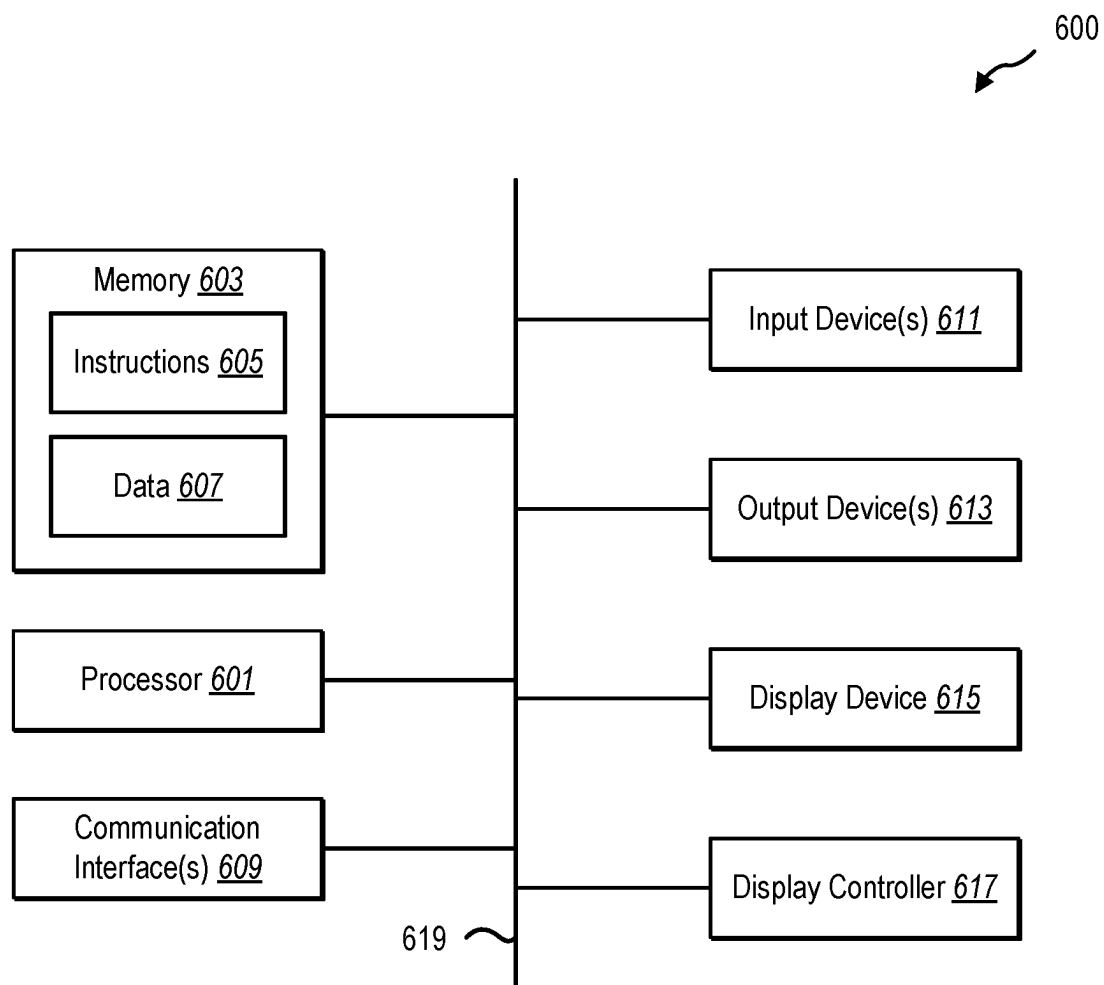 600
Memory 603
Instructions 605
Data 607
Processor 601
Communication
Interface(s) 609
Input Device(s) 611
Output Device(s) 613
Display Device 615
Display Controller 617
619